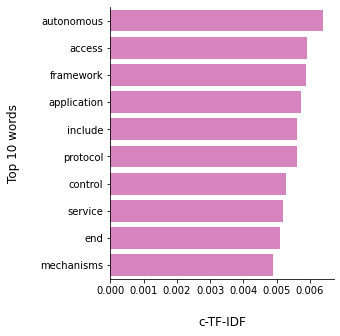 Top 10 words
autonomous
access
framework
application
include
protocol
control
service
end
mechanisms
0.000 0.001 0.002 0.003 0.004 0.005 0.006
c-TF-IDF